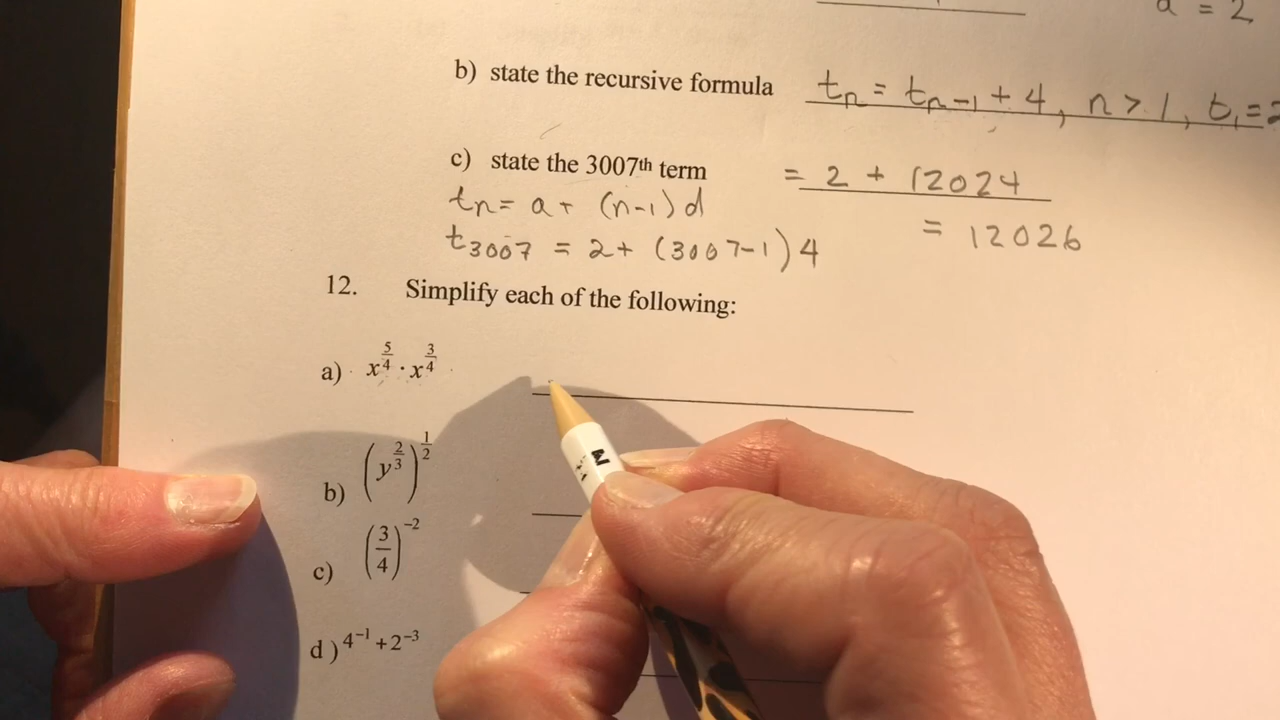 a = 2
b) state the recursive formula tₙ = tₙ₋₁ + 4, n > 1, t₁ = 2
c) state the 3007th term = 2 + 12024
tₙ = a + (n-1)d = 12026
t₃₀₀₇ = 2 + (3007-1)4
12. Simplify each of the following:
a) x^(5/4) · x^(3/4)
b) (y^(2/3))^(1/2)
c) (3/4)^(-2)
d) 4⁻¹ + 2⁻³